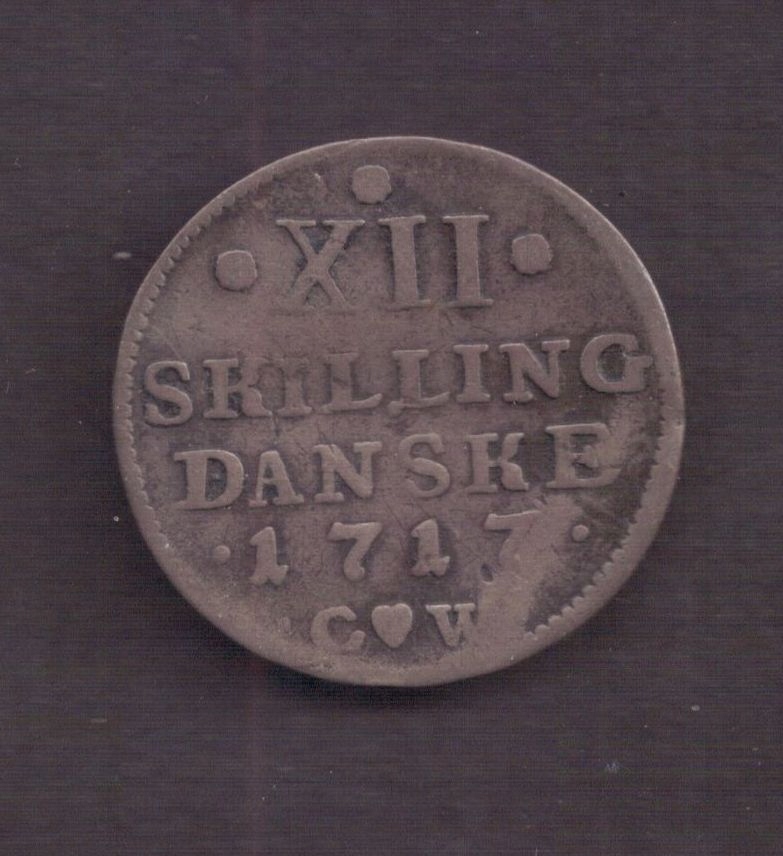 · XII ·
SKILLING
DANSKE
· 1717 ·
C♥W